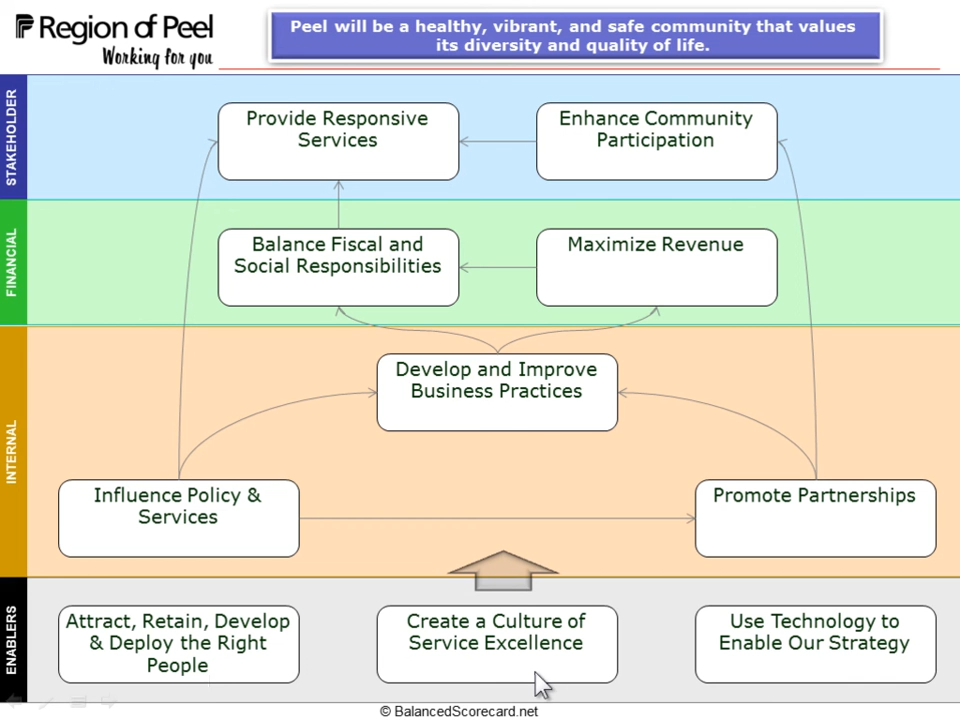 Region of Peel
Working for you
Peel will be a healthy, vibrant, and safe community that values
its diversity and quality of life.
STAKEHOLDER
Provide Responsive
Services
Enhance Community
Participation
FINANCIAL
Balance Fiscal and
Social Responsibilities
Maximize Revenue
INTERNAL
Develop and Improve
Business Practices
Influence Policy &
Services
Promote Partnerships
ENABLERS
Attract, Retain, Develop
& Deploy the Right
People
Create a Culture of
Service Excellence
Use Technology to
Enable Our Strategy
© BalancedScorecard.net